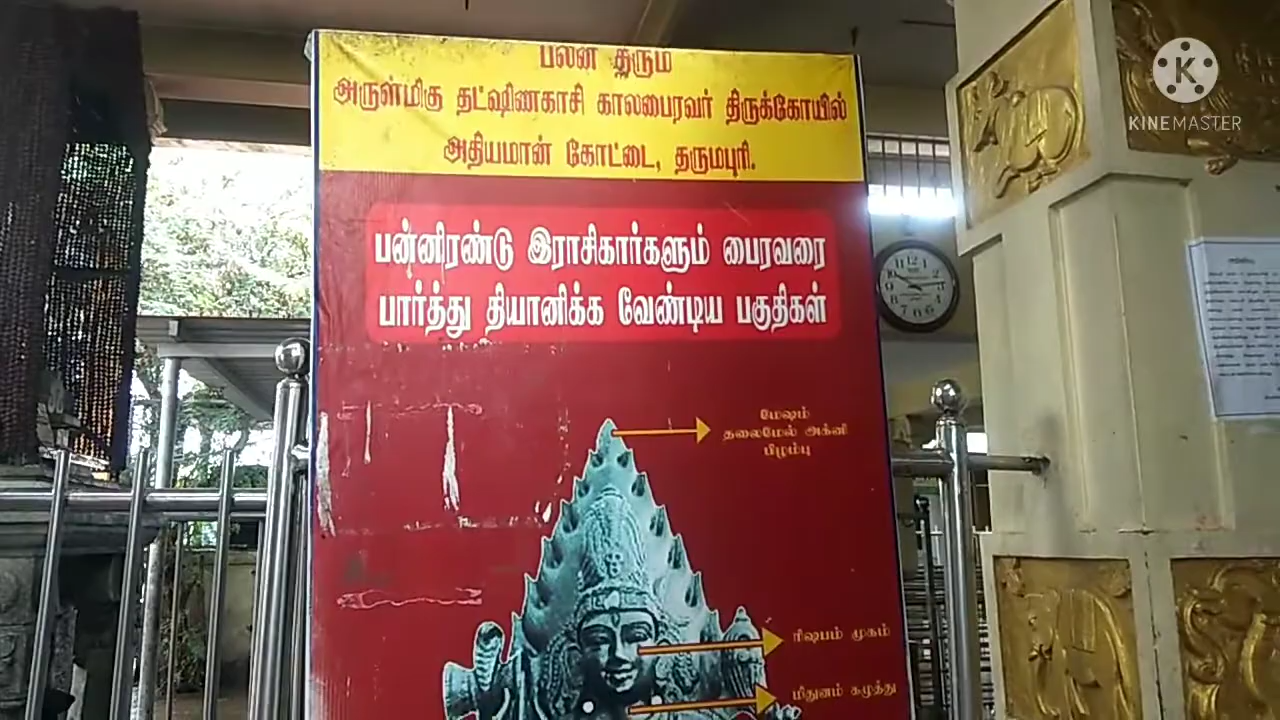 பலன் தரும்
அருள்மிகு தட்ஷிணகாசி காலபைரவர் திருக்கோயில்
அதியமான் கோட்டை, தருமபுரி.
பன்னிரண்டு இராசிகார்களும் பைரவரை
பார்த்து தியானிக்க வேண்டிய பகுதிகள்
மேஷம்
தலைமேல் அக்னி
பிழம்பு
ரிஷபம் முகம்
மிதுனம் கழுத்து
KINEMASTER